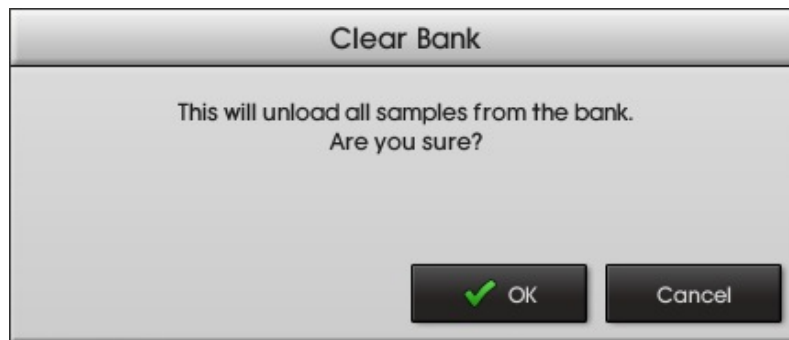 Clear Bank
This will unload all samples from the bank.
Are you sure?
OK
Cancel